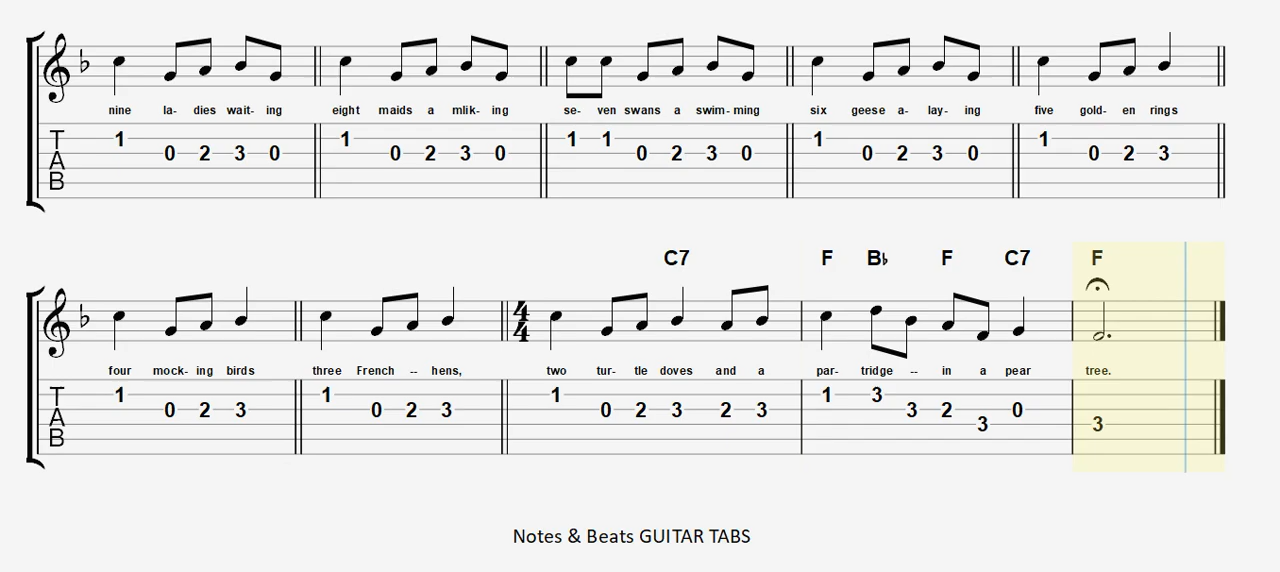 nine la- dies wait- ing eight maids a mlik- ing se- ven swans a swim- ming six geese a- lay- ing five gold- en rings
T 1 1 1 1 1 1
A 0 2 3 0 0 2 3 0 0 2 3 0 0 2 3 0 0 2 3
B
C7 F B♭ F C7 F
4
4
four mock- ing birds three French -- hens, two tur- tle doves and a par- tridge -- in a pear tree.
T 1 1 1 1 3
A 0 2 3 0 2 3 0 2 3 2 3 3 2 0
3 3
B
Notes & Beats GUITAR TABS